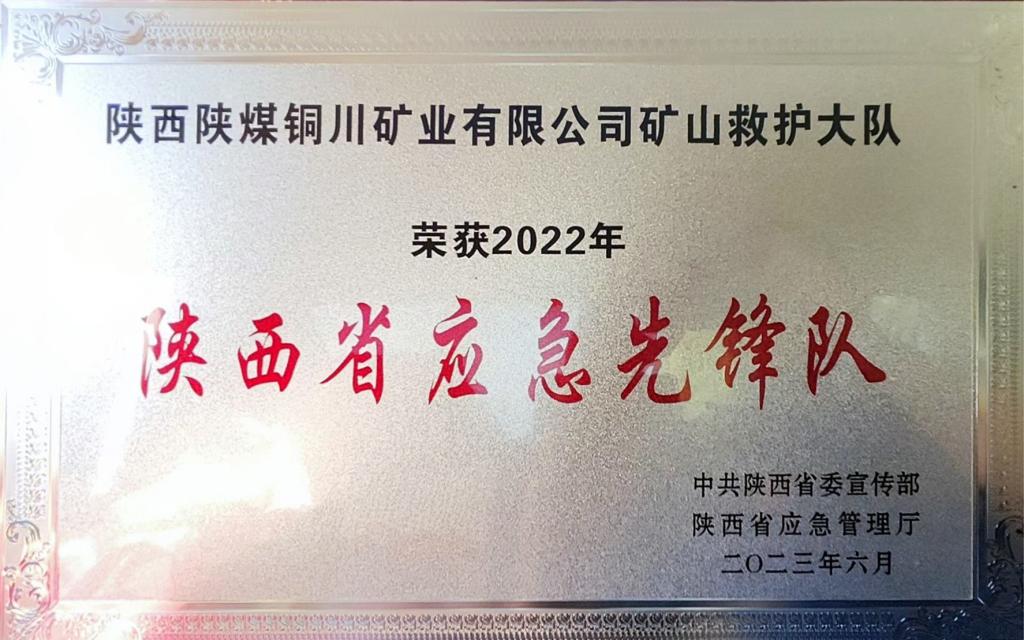 陕西陕煤铜川矿业有限公司矿山救护大队
荣获2022年
陕西省应急先锋队
中共陕西省委宣传部
陕西省应急管理厅
二〇二三年六月